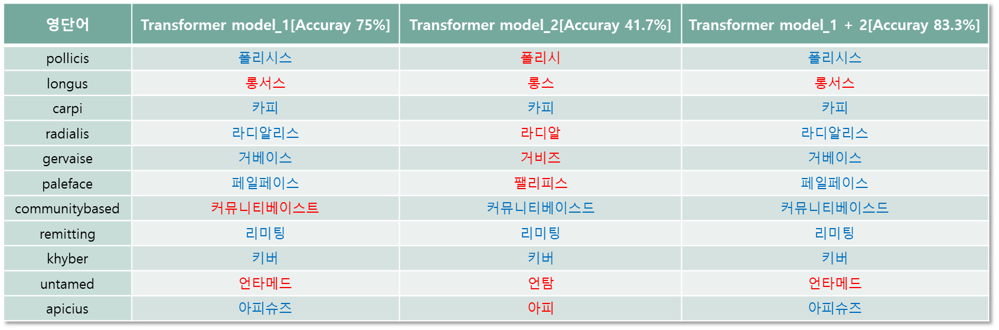 영단어 Transformer model_1[Accuray 75%] Transformer model_2[Accuray 41.7%] Transformer model_1 + 2[Accuray 83.3%]
pollicis 폴리시스 폴리시 폴리시스
longus 롱서스 롱스 롱서스
carpi 카피 카피 카피
radialis 라디알리스 라디알 라디알리스
gervaise 거베이스 거비즈 거베이스
paleface 페일페이스 팰리피스 페일페이스
communitybased 커뮤니티베이스트 커뮤니티베이스드 커뮤니티베이스드
remitting 리미팅 리미팅 리미팅
khyber 키버 키버 키버
untamed 언타메드 언탐 언타메드
apicius 아피슈즈 아피 아피슈즈